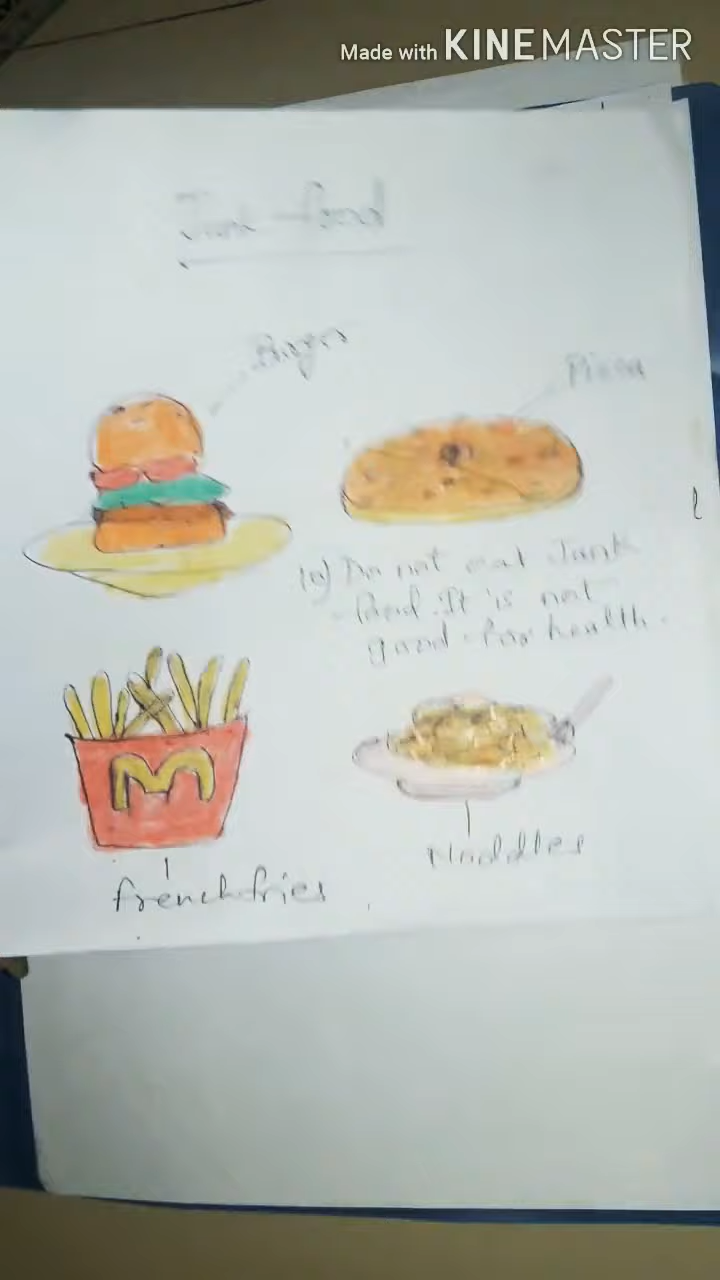 Made with KINEMASTER
Junk food
Burger
Pizza
(10) Do not eat Junk
food. It is not
good for health.
M
Noddles
frenchfries